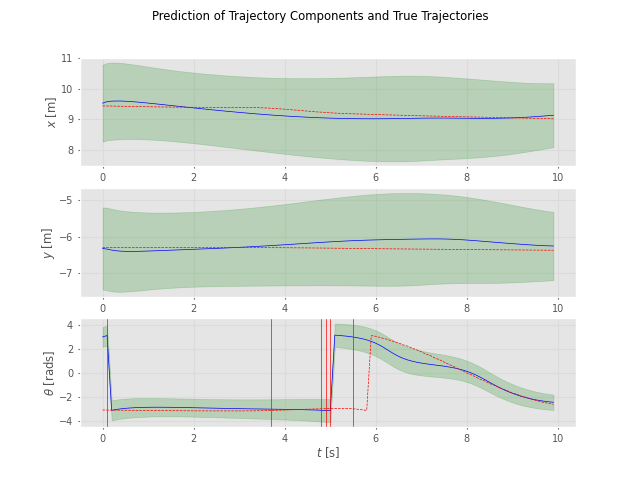 Prediction of Trajectory Components and True Trajectories
11
10
9
8
x [m]
0 2 4 6 8 10
−5
−6
−7
y [m]
0 2 4 6 8 10
4
2
0
−2
−4
θ [rads]
0 2 4 6 8 10
t [s]